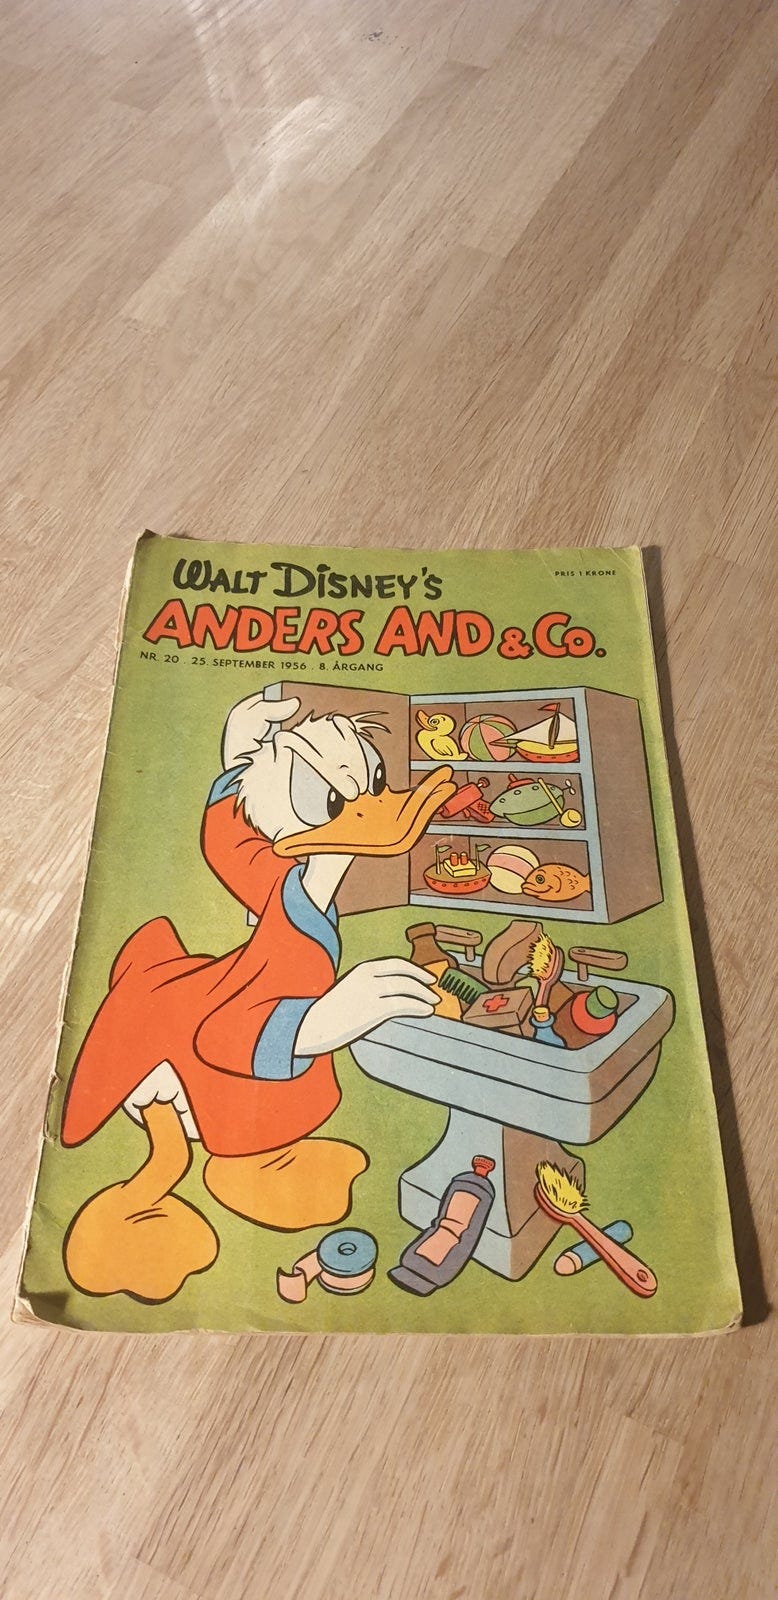 WALT DISNEY'S
PRIS 1 KRONE
ANDERS AND & Co.
NR. 20 . 25. SEPTEMBER 1956 . 8. ÅRGANG